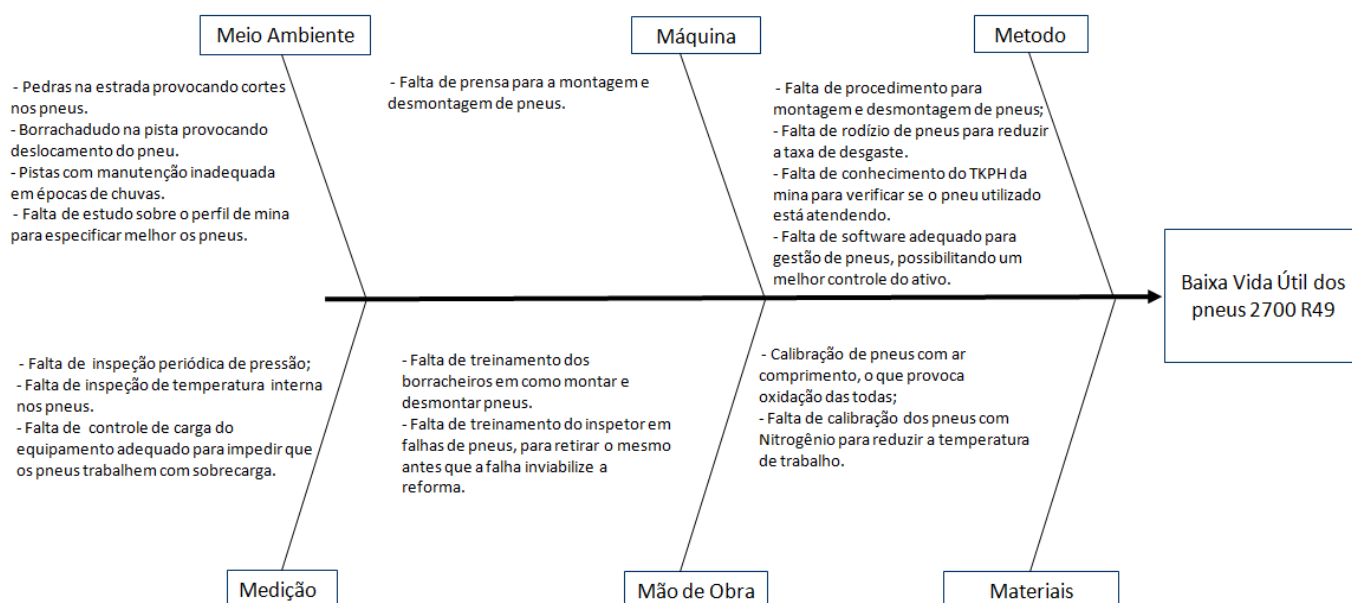 Meio Ambiente
Máquina
Metodo
- Pedras na estrada provocando cortes
nos pneus.
- Borrachadudo na pista provocando
deslocamento do pneu.
- Pistas com manutenção inadequada
em épocas de chuvas.
- Falta de estudo sobre o perfil de mina
para especificar melhor os pneus.
- Falta de prensa para a montagem e
desmontagem de pneus.
- Falta de procedimento para
montagem e desmontagem de pneus;
- Falta de rodízio de pneus para reduzir
a taxa de desgaste.
- Falta de conhecimento do TKPH da
mina para verificar se o pneu utilizado
está atendendo.
- Falta de software adequado para
gestão de pneus, possibilitando um
melhor controle do ativo.
Baixa Vida Útil dos
pneus 2700 R49
- Falta de inspeção periódica de pressão;
- Falta de inspeção de temperatura interna
nos pneus.
- Falta de controle de carga do
equipamento adequado para impedir que
os pneus trabalhem com sobrecarga.
- Falta de treinamento dos
borracheiros em como montar e
desmontar pneus.
- Falta de treinamento do inspetor em
falhas de pneus, para retirar o mesmo
antes que a falha inviabilize a
reforma.
- Calibração de pneus com ar
comprimento, o que provoca
oxidação das todas;
- Falta de calibração dos pneus com
Nitrogênio para reduzir a temperatura
de trabalho.
Medição
Mão de Obra
Materiais